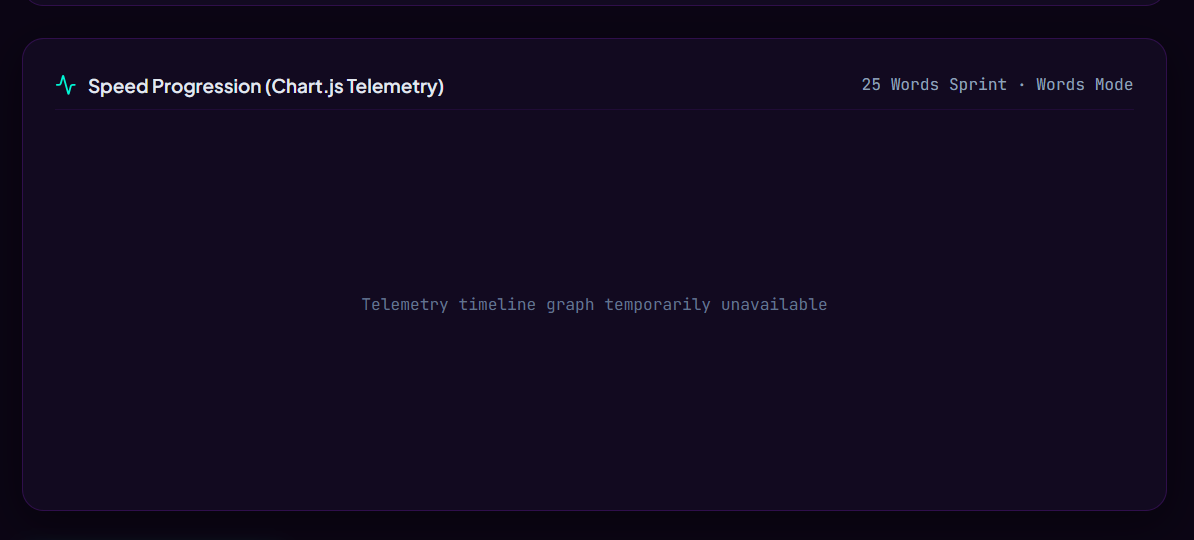 Speed Progression (Chart.js Telemetry)
25 Words Sprint · Words Mode
Telemetry timeline graph temporarily unavailable